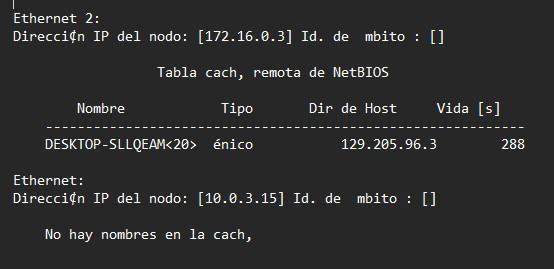 Ethernet 2:
Direcci¢n IP del nodo: [172.16.0.3] Id. de  mbito : []
Tabla cach, remota de NetBIOS
Nombre Tipo Dir de Host Vida [s]
------------------------------------------------------------
DESKTOP-SLLQEAM<20> énico 129.205.96.3 288
Ethernet:
Direcci¢n IP del nodo: [10.0.3.15] Id. de  mbito : []
No hay nombres en la cach,